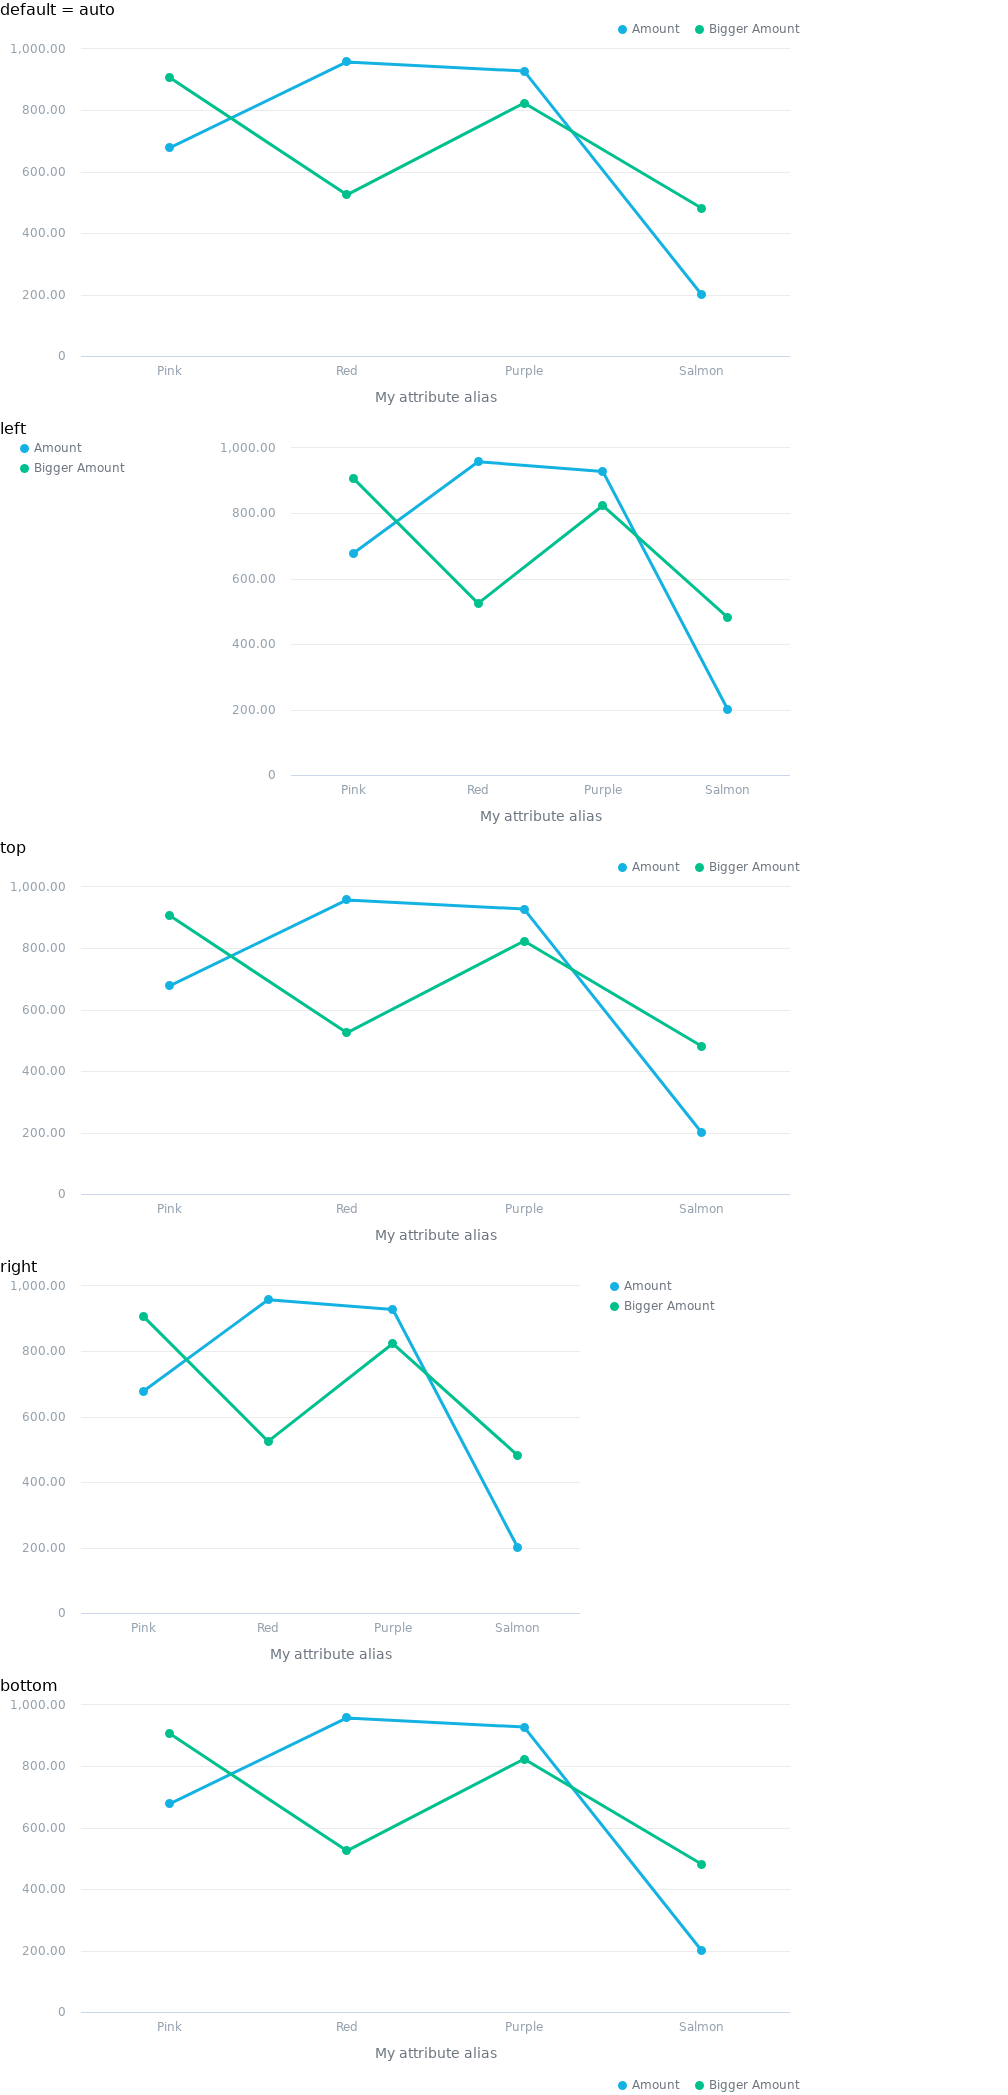 default = auto
Amount Bigger Amount
1,000.00
800.00
600.00
400.00
200.00
0
Pink Red Purple Salmon
My attribute alias
left
Amount
Bigger Amount
1,000.00
800.00
600.00
400.00
200.00
0
Pink Red Purple Salmon
My attribute alias
top
Amount Bigger Amount
1,000.00
800.00
600.00
400.00
200.00
0
Pink Red Purple Salmon
My attribute alias
right
1,000.00
800.00
600.00
400.00
200.00
0
Pink Red Purple Salmon
My attribute alias
Amount
Bigger Amount
bottom
1,000.00
800.00
600.00
400.00
200.00
0
Pink Red Purple Salmon
My attribute alias
Amount Bigger Amount